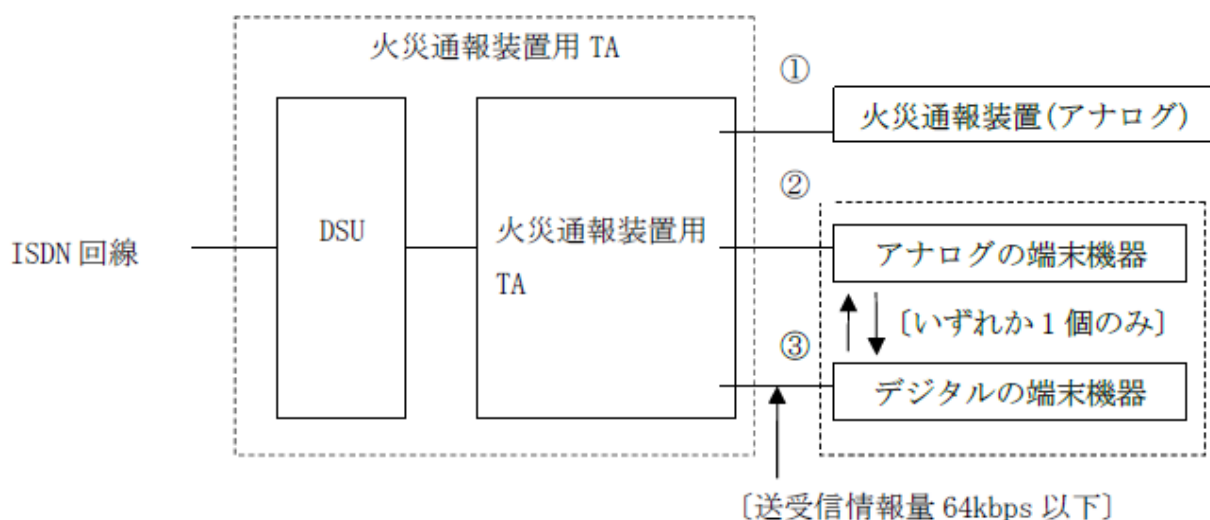 火災通報装置用 TA
①
火災通報装置(アナログ)
②
DSU
火災通報装置用
TA
アナログの端末機器
ISDN 回線
〔いずれか 1 個のみ〕
③
デジタルの端末機器
〔送受信情報量 64kbps 以下〕